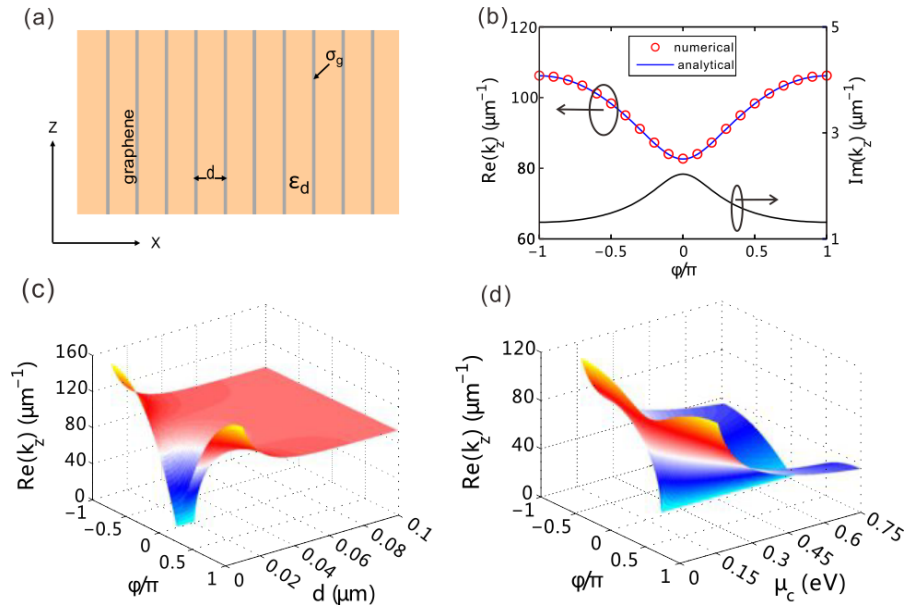 (a)
σg
graphene
d
εd
Z
X
(b)
numerical
analytical
Re(kz) (μm⁻¹)
120
100
80
60
Im(kz) (μm⁻¹)
5
3
1
-1 -0.5 0 0.5 1
φ/π
(c)
Re(kz) (μm⁻¹)
160
120
80
40
0
-1 -0.5 0 0.5 1
φ/π
0 0.02 0.04 0.06 0.08 0.1
d (μm)
(d)
Re(kz) (μm⁻¹)
120
80
40
0
-1 -0.5 0 0.5 1
φ/π
0 0.15 0.3 0.45 0.6 0.75
μc (eV)